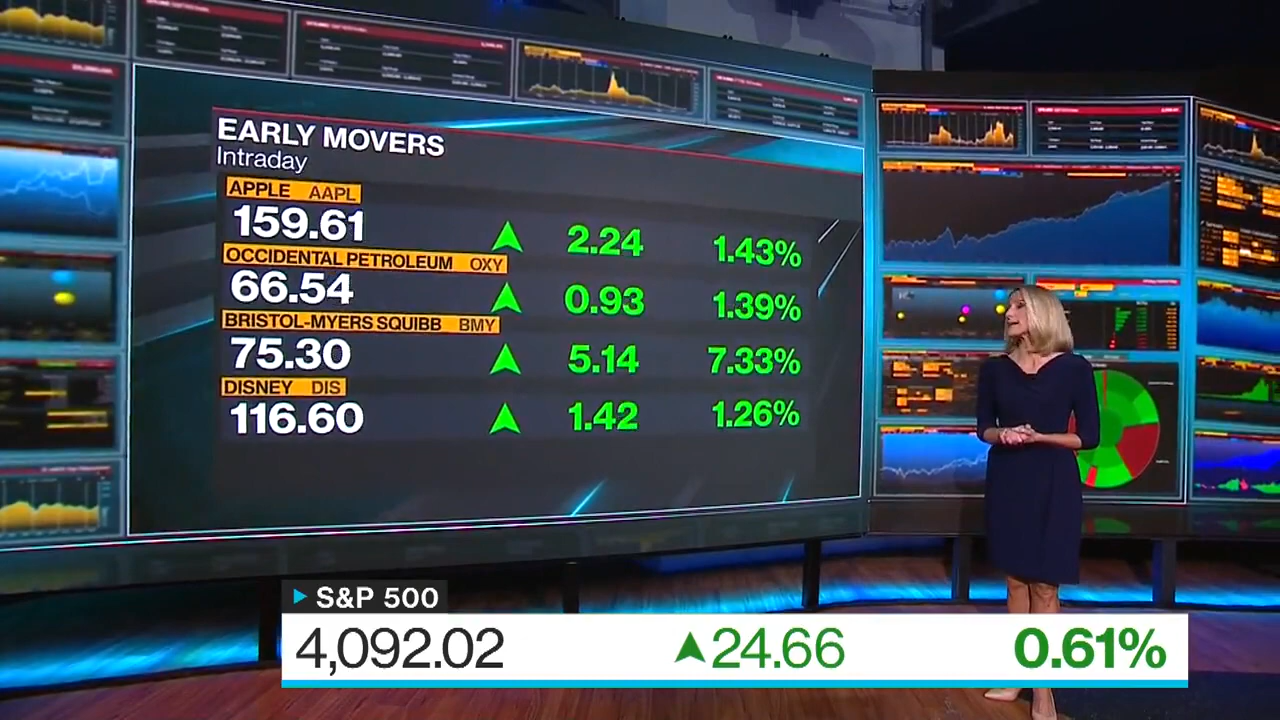 EARLY MOVERS
Intraday
APPLE AAPL
159.61 2.24 1.43%
OCCIDENTAL PETROLEUM OXY
66.54 0.93 1.39%
BRISTOL-MYERS SQUIBB BMY
75.30 5.14 7.33%
DISNEY DIS
116.60 1.42 1.26%
S&P 500
4,092.02 24.66 0.61%